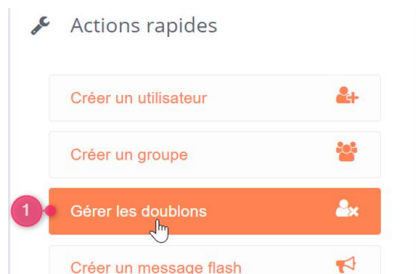 Actions rapides
Créer un utilisateur
Créer un groupe
1
Gérer les doublons
Créer un message flash